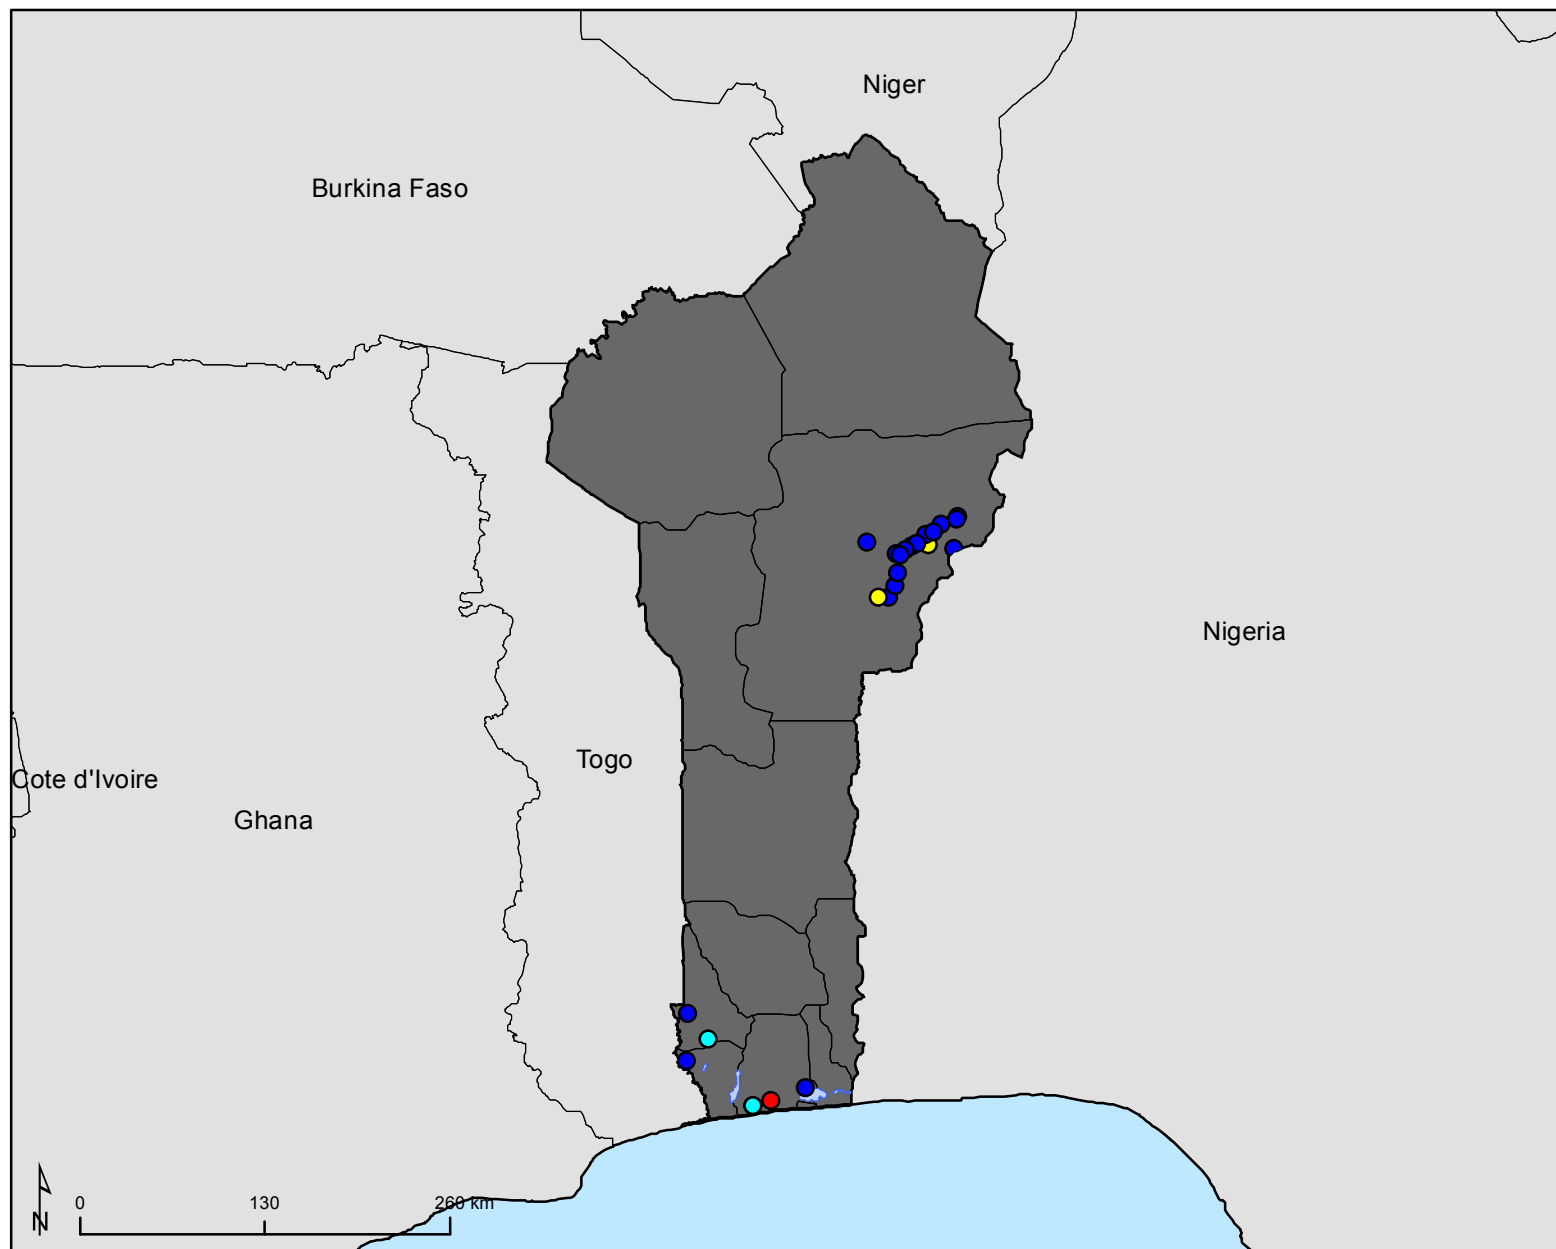 Niger
Burkina Faso
Nigeria
Togo
Cote d'Ivoire
Ghana
0 130 260 km
N